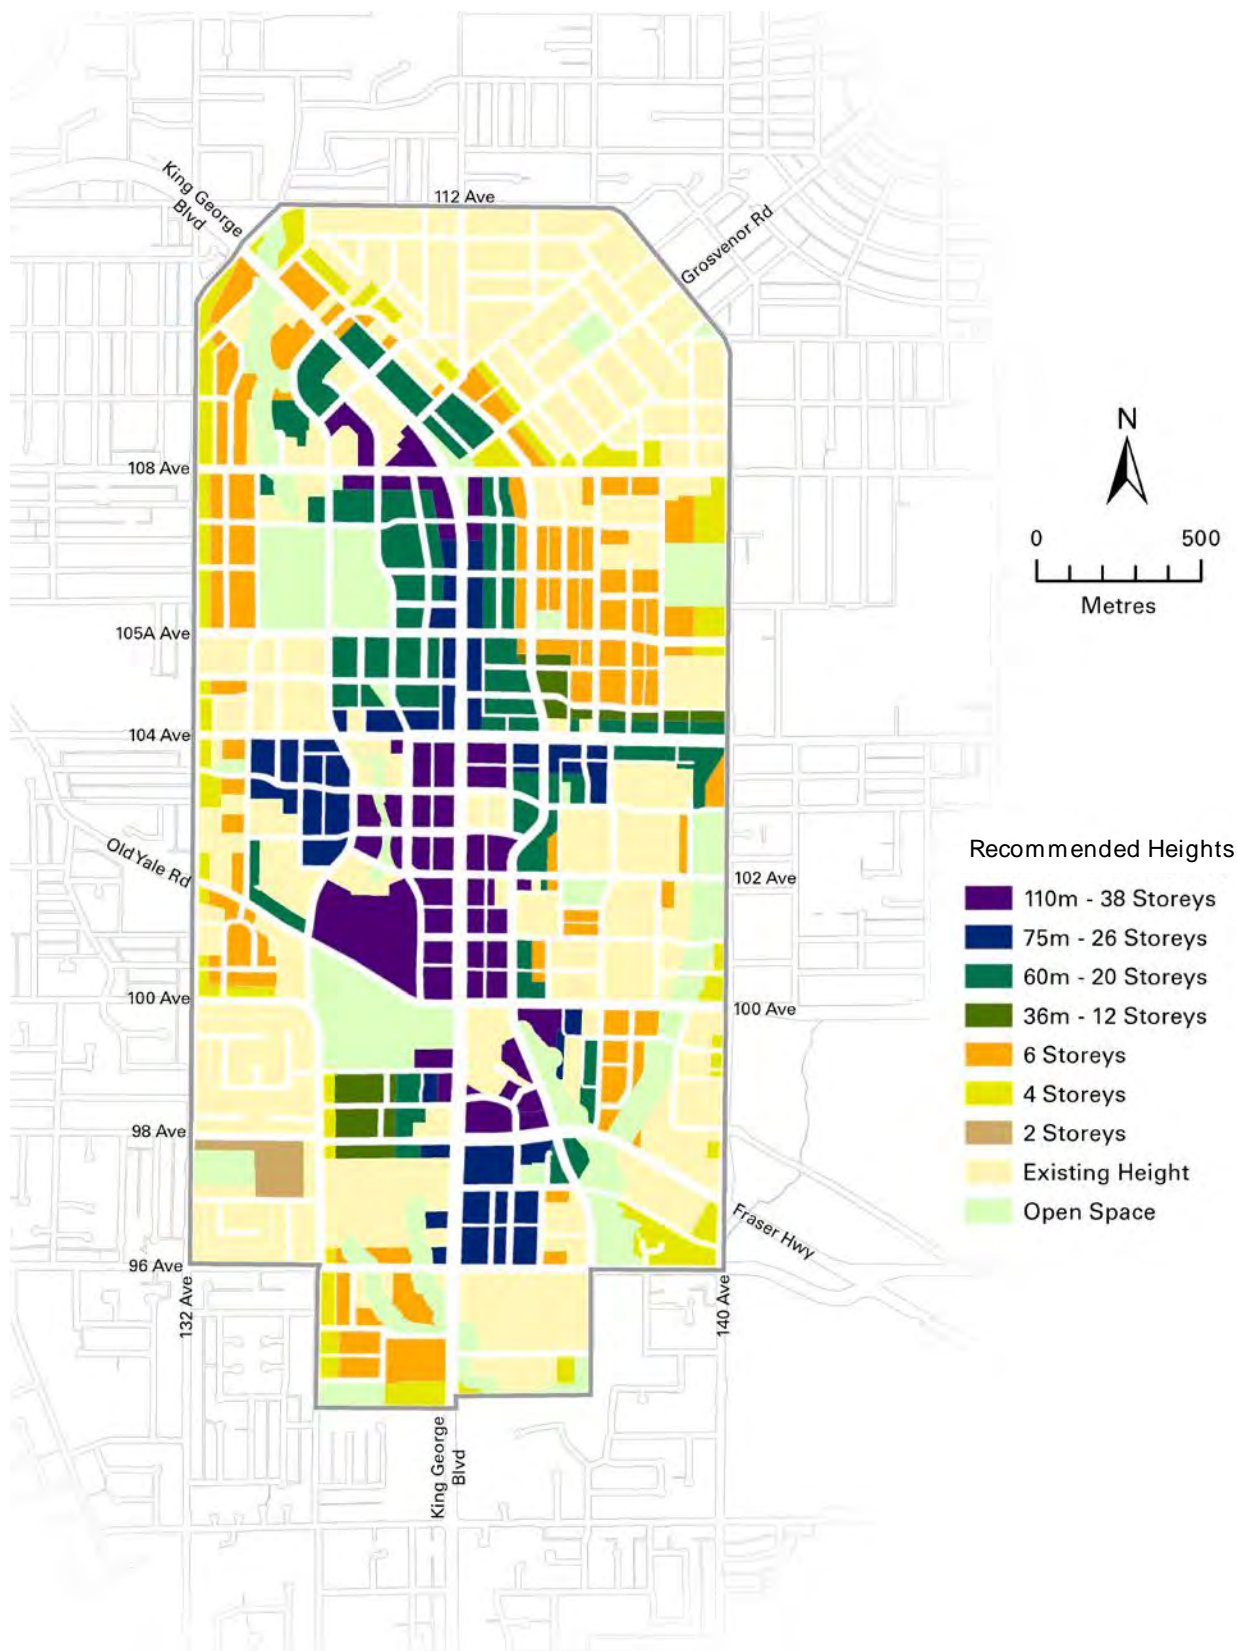 King George
Blvd
112 Ave
Grosvenor Rd
108 Ave
N
0 500
Metres
105A Ave
104 Ave
Old Yale Rd
102 Ave
Recommended Heights
110m - 38 Storeys
75m - 26 Storeys
60m - 20 Storeys
36m - 12 Storeys
6 Storeys
4 Storeys
2 Storeys
Existing Height
Open Space
100 Ave
100 Ave
98 Ave
Fraser Hwy
96 Ave
132 Ave
140 Ave
King George
Blvd